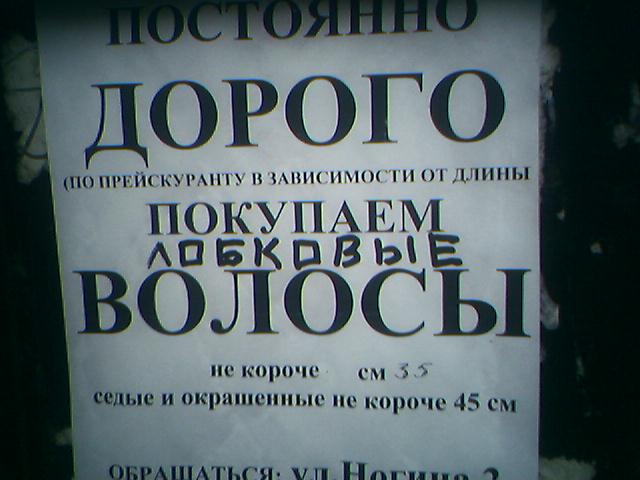 ПОСТОЯННО
ДОРОГО
(ПО ПРЕЙСКУРАНТУ В ЗАВИСИМОСТИ ОТ ДЛИНЫ
ПОКУПАЕМ
ЛОБКОВЫЕ
ВОЛОСЫ
не короче см 35
седые и окрашенные не короче 45 см
ОБРАЩАТЬСЯ: ул.Ногина 2